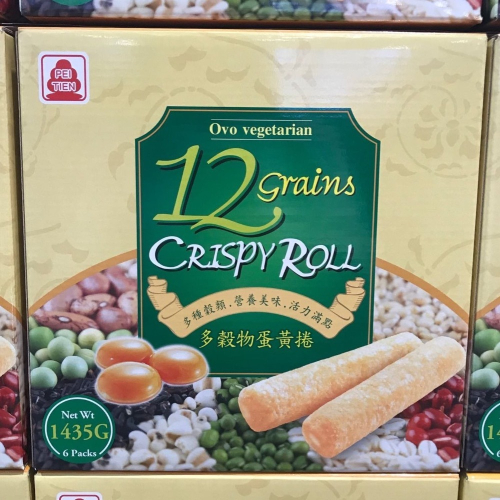 PEI
TIEN
Ovo vegetarian
12 Grains
CRISPY ROLL
多種穀類．營養美味．活力滿點
多穀物蛋黃捲
Net Wt
1435G
6 Packs